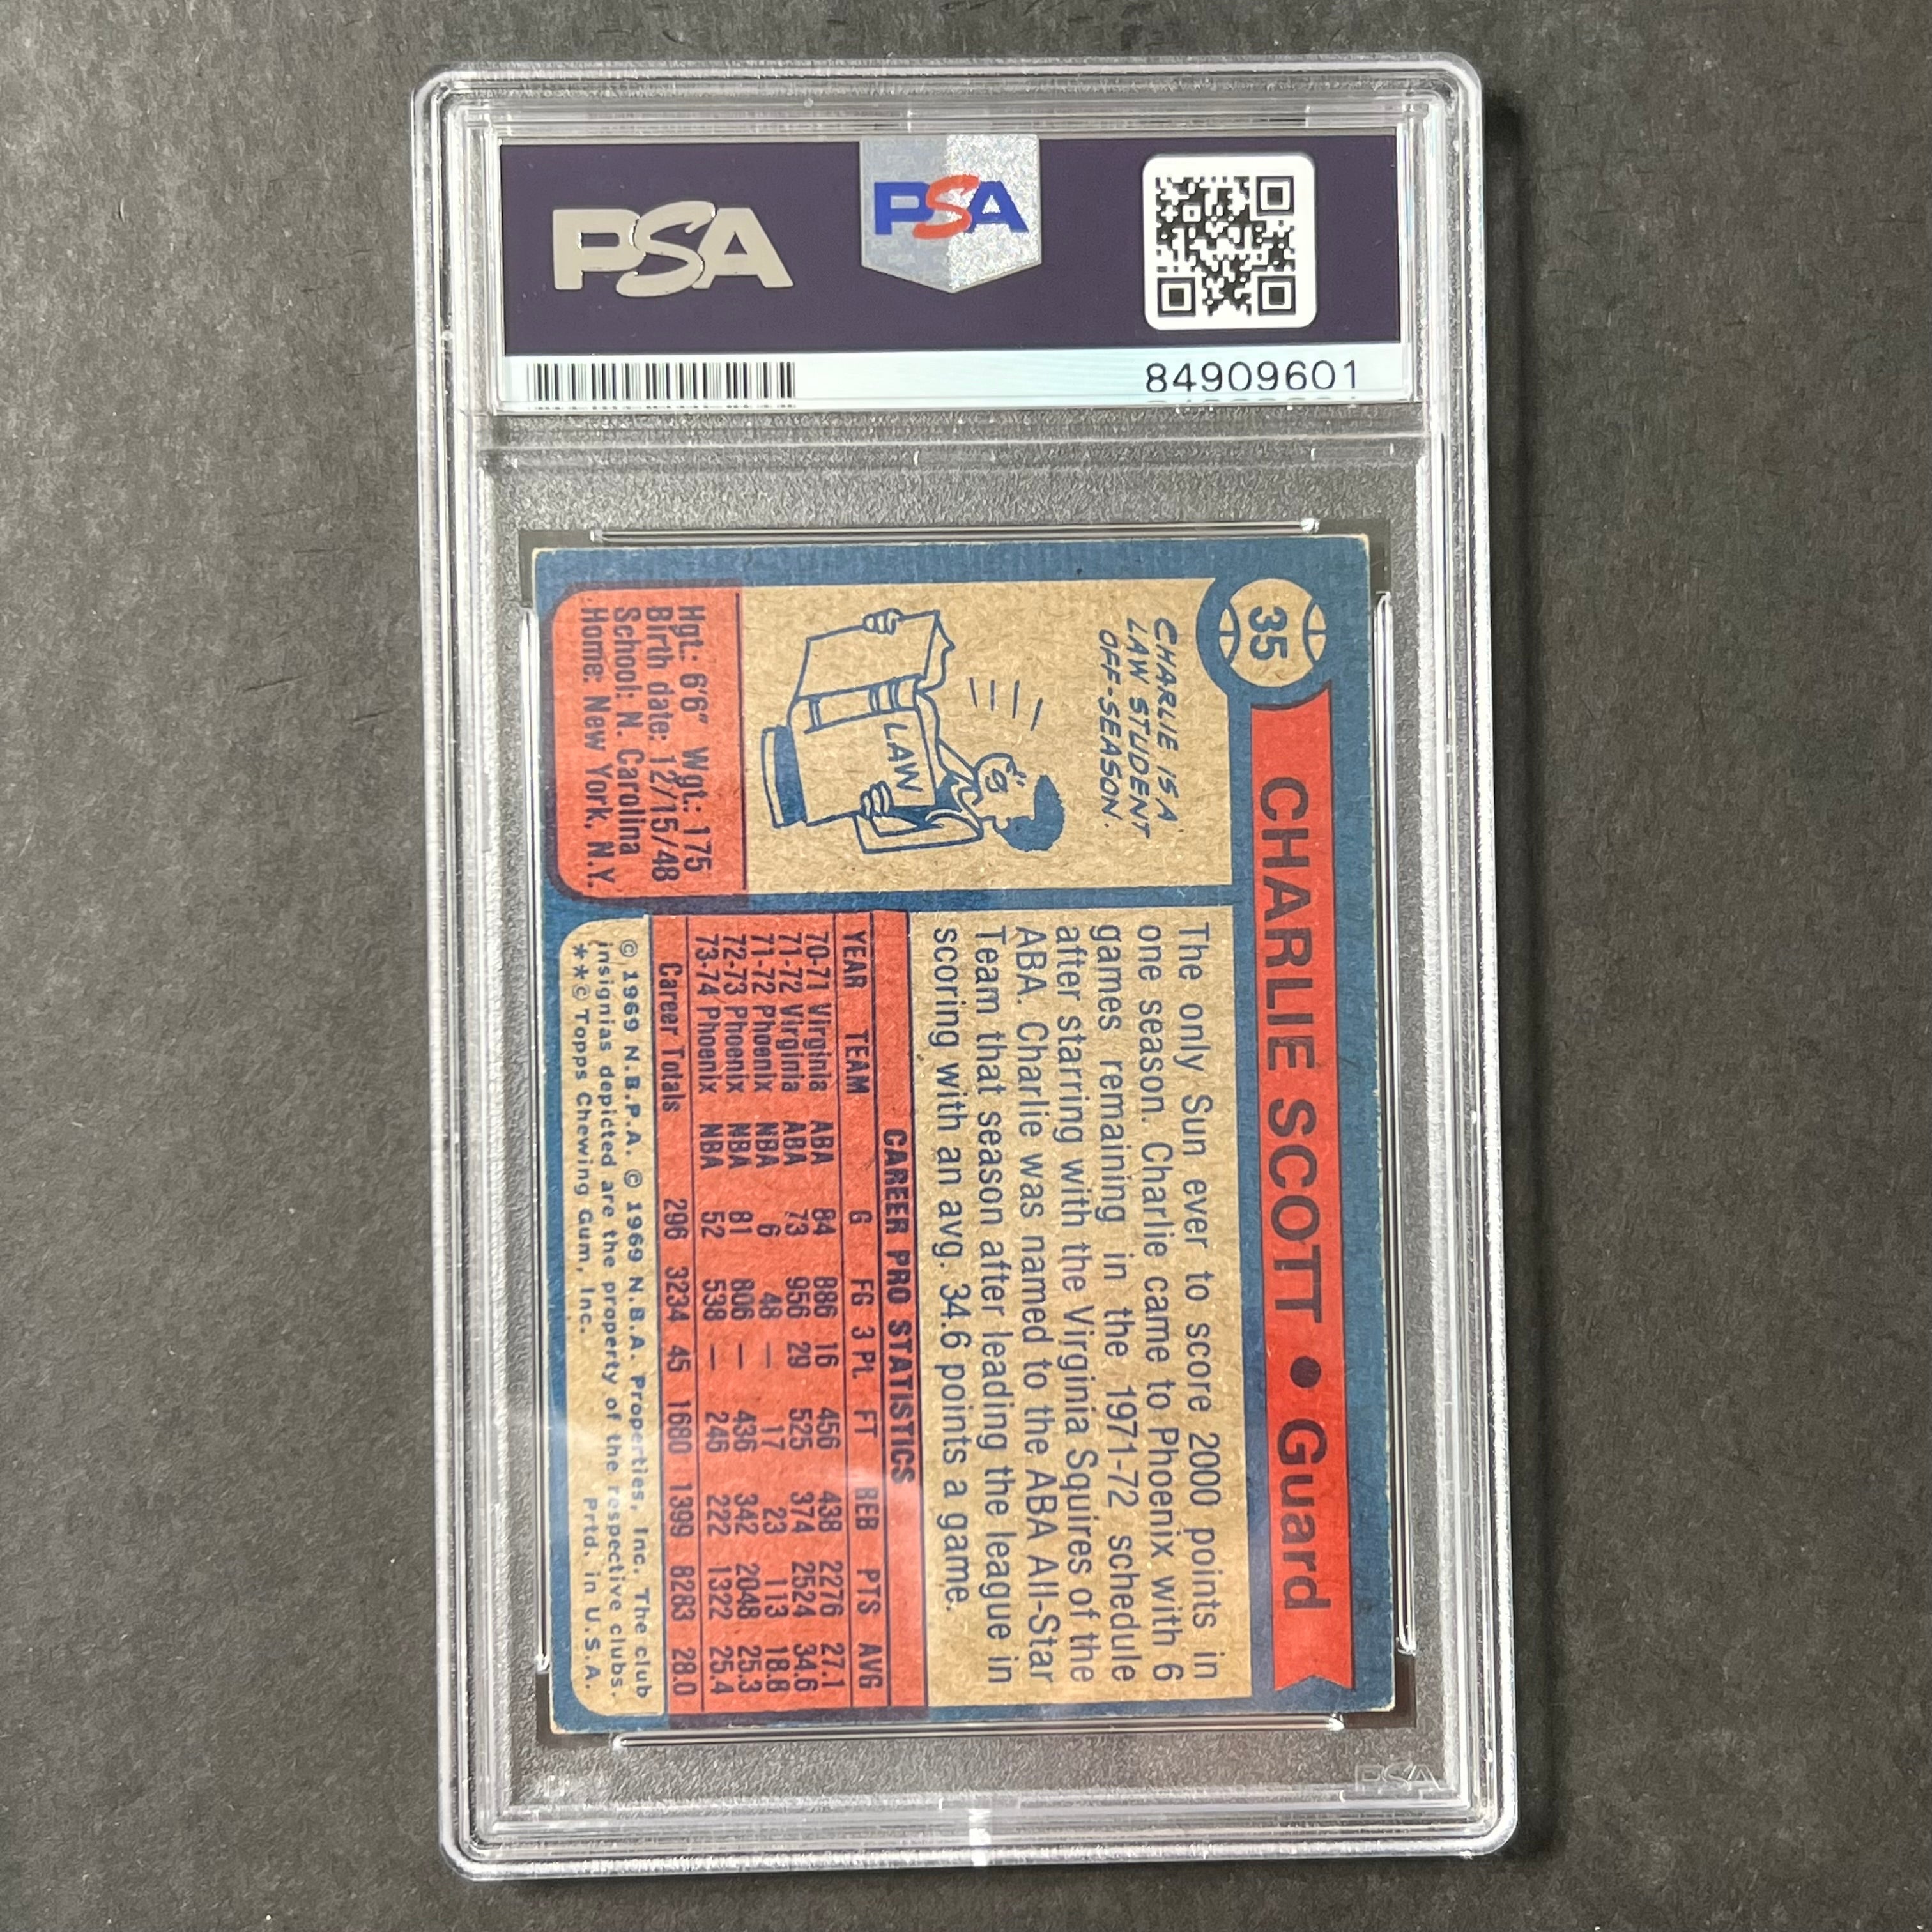 PSA
PSA
84909601
35
CHARLIE SCOTT • Guard
CHARLIE IS A
LAW STUDENT
OFF-SEASON.
LAW
Hgt.: 6'6" Wgt.: 175
Birth date: 12/15/48
School: N. Carolina
Home: New York, N.Y.
The only Sun ever to score 2000 points in
one season. Charlie came to Phoenix with 6
games remaining in the 1971-72 schedule
after starring with the Virginia Squires of the
ABA. Charlie was named to the ABA All-Star
Team that season after leading the league in
scoring with an avg. 34.6 points a game.
CAREER PRO STATISTICS
YEAR TEAM G FG 3 Pt. FT REB PTS AVG
70-71 Virginia ABA 84 886 16 456 438 2276 27.1
71-72 Virginia ABA 73 956 29 525 374 2524 34.6
71-72 Phoenix NBA 6 48 — 17 23 113 18.8
72-73 Phoenix NBA 81 806 — 436 342 2048 25.3
73-74 Phoenix NBA 52 538 — 246 222 1322 25.4
Career Totals 296 3234 45 1680 1399 8283 28.0
© 1969 N.B.P.A. © 1969 N.B.A. Properties, Inc. The club
insignias depicted are the property of the respective clubs.
**© Topps Chewing Gum, Inc. Prtd. in U.S.A.
PSA